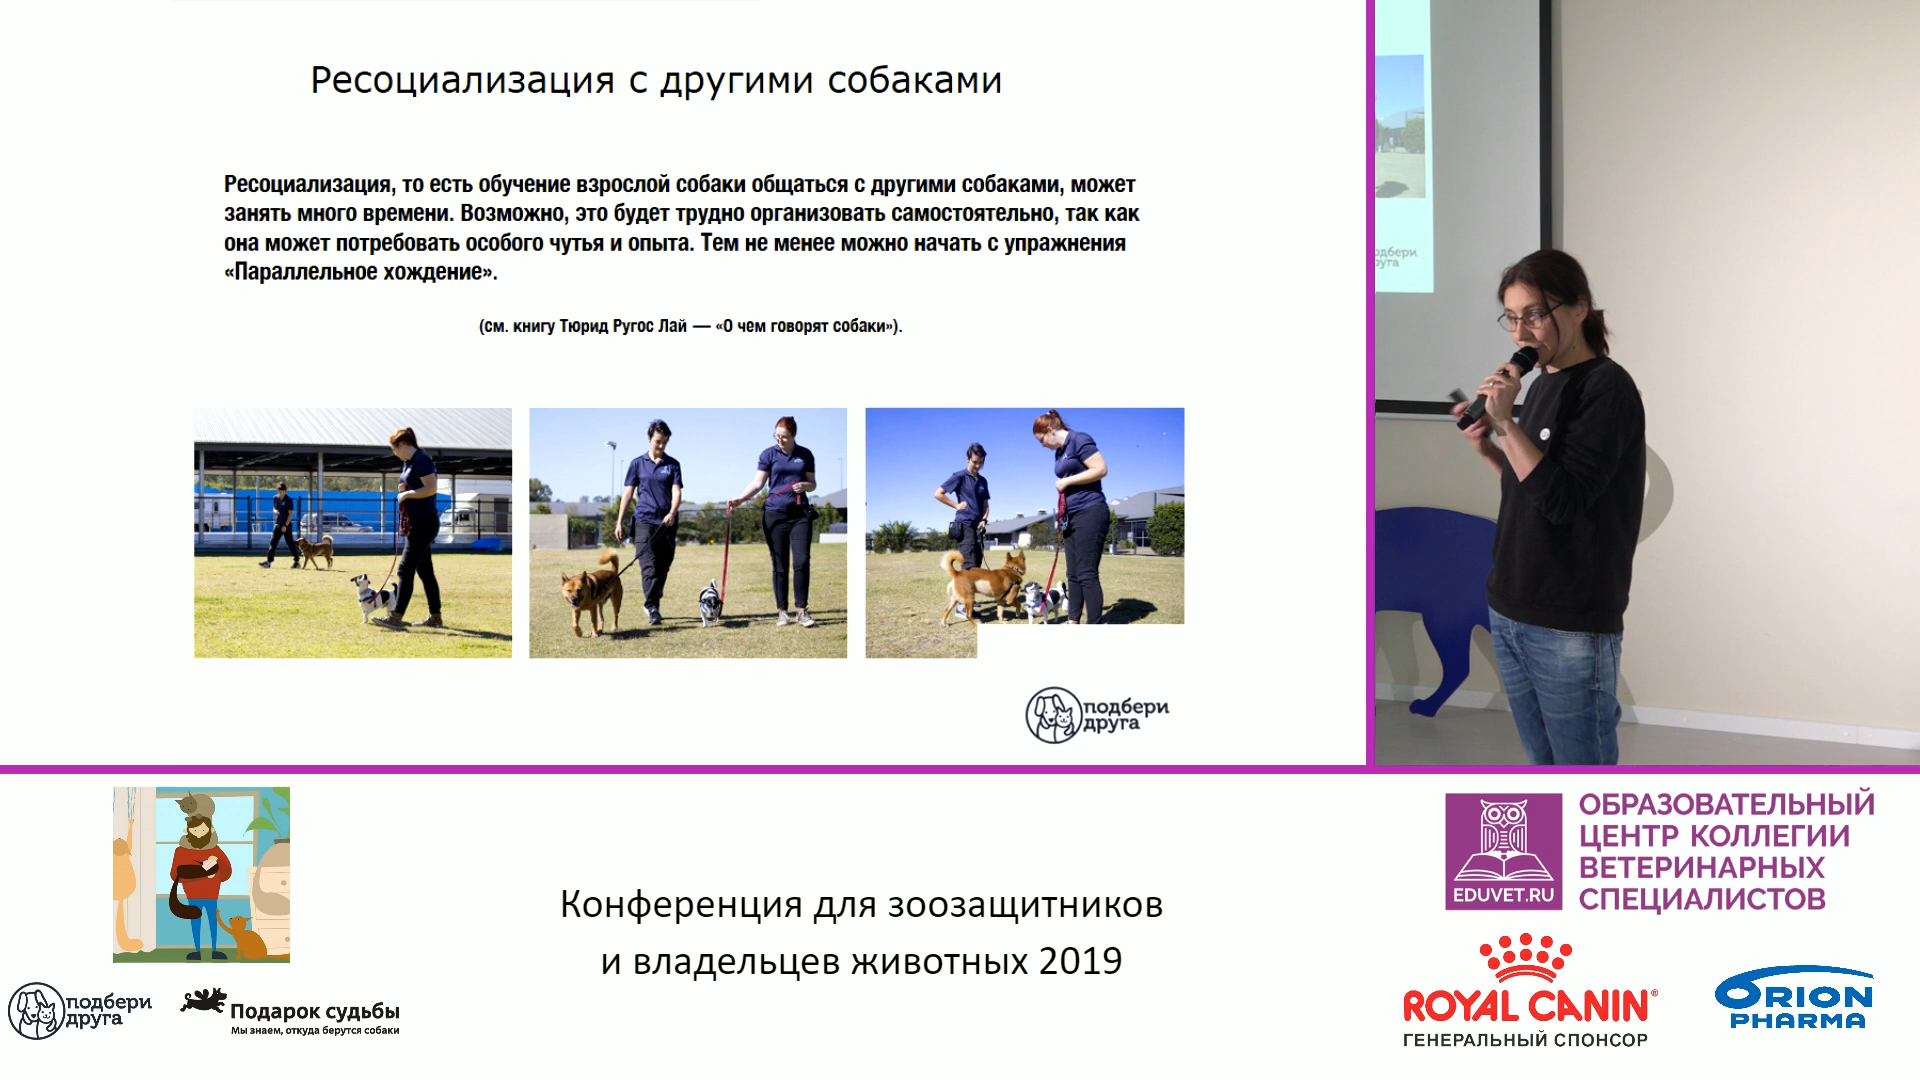 Ресоциализация с другими собаками
Ресоциализация, то есть обучение взрослой собаки общаться с другими собаками, может
занять много времени. Возможно, это будет трудно организовать самостоятельно, так как
она может потребовать особого чутья и опыта. Тем не менее можно начать с упражнения
«Параллельное хождение».
(см. книгу Тюрид Ругос Лай — «О чем говорят собаки»).
подбери
друга
подбери
друга
Конференция для зоозащитников
и владельцев животных 2019
подбери
друга
Подарок судьбы
Мы знаем, откуда берутся собаки
EDUVET.RU
ОБРАЗОВАТЕЛЬНЫЙ
ЦЕНТР КОЛЛЕГИИ
ВЕТЕРИНАРНЫХ
СПЕЦИАЛИСТОВ
ROYAL CANIN®
ГЕНЕРАЛЬНЫЙ СПОНСОР
ORION
PHARMA